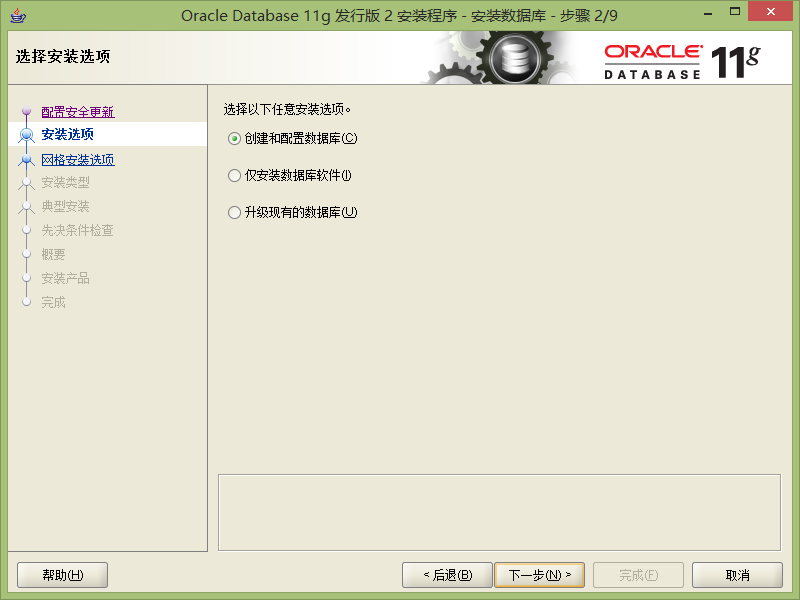 Oracle Database 11g 发行版 2 安装程序 - 安装数据库 - 步骤 2/9
选择安装选项
ORACLE
DATABASE
11g
配置安全更新
安装选项
网格安装选项
安装类型
典型安装
先决条件检查
概要
安装产品
完成
选择以下任意安装选项。
创建和配置数据库(C)
仅安装数据库软件(I)
升级现有的数据库(U)
帮助(H)
< 后退(B)
下一步(N) >
完成(F)
取消